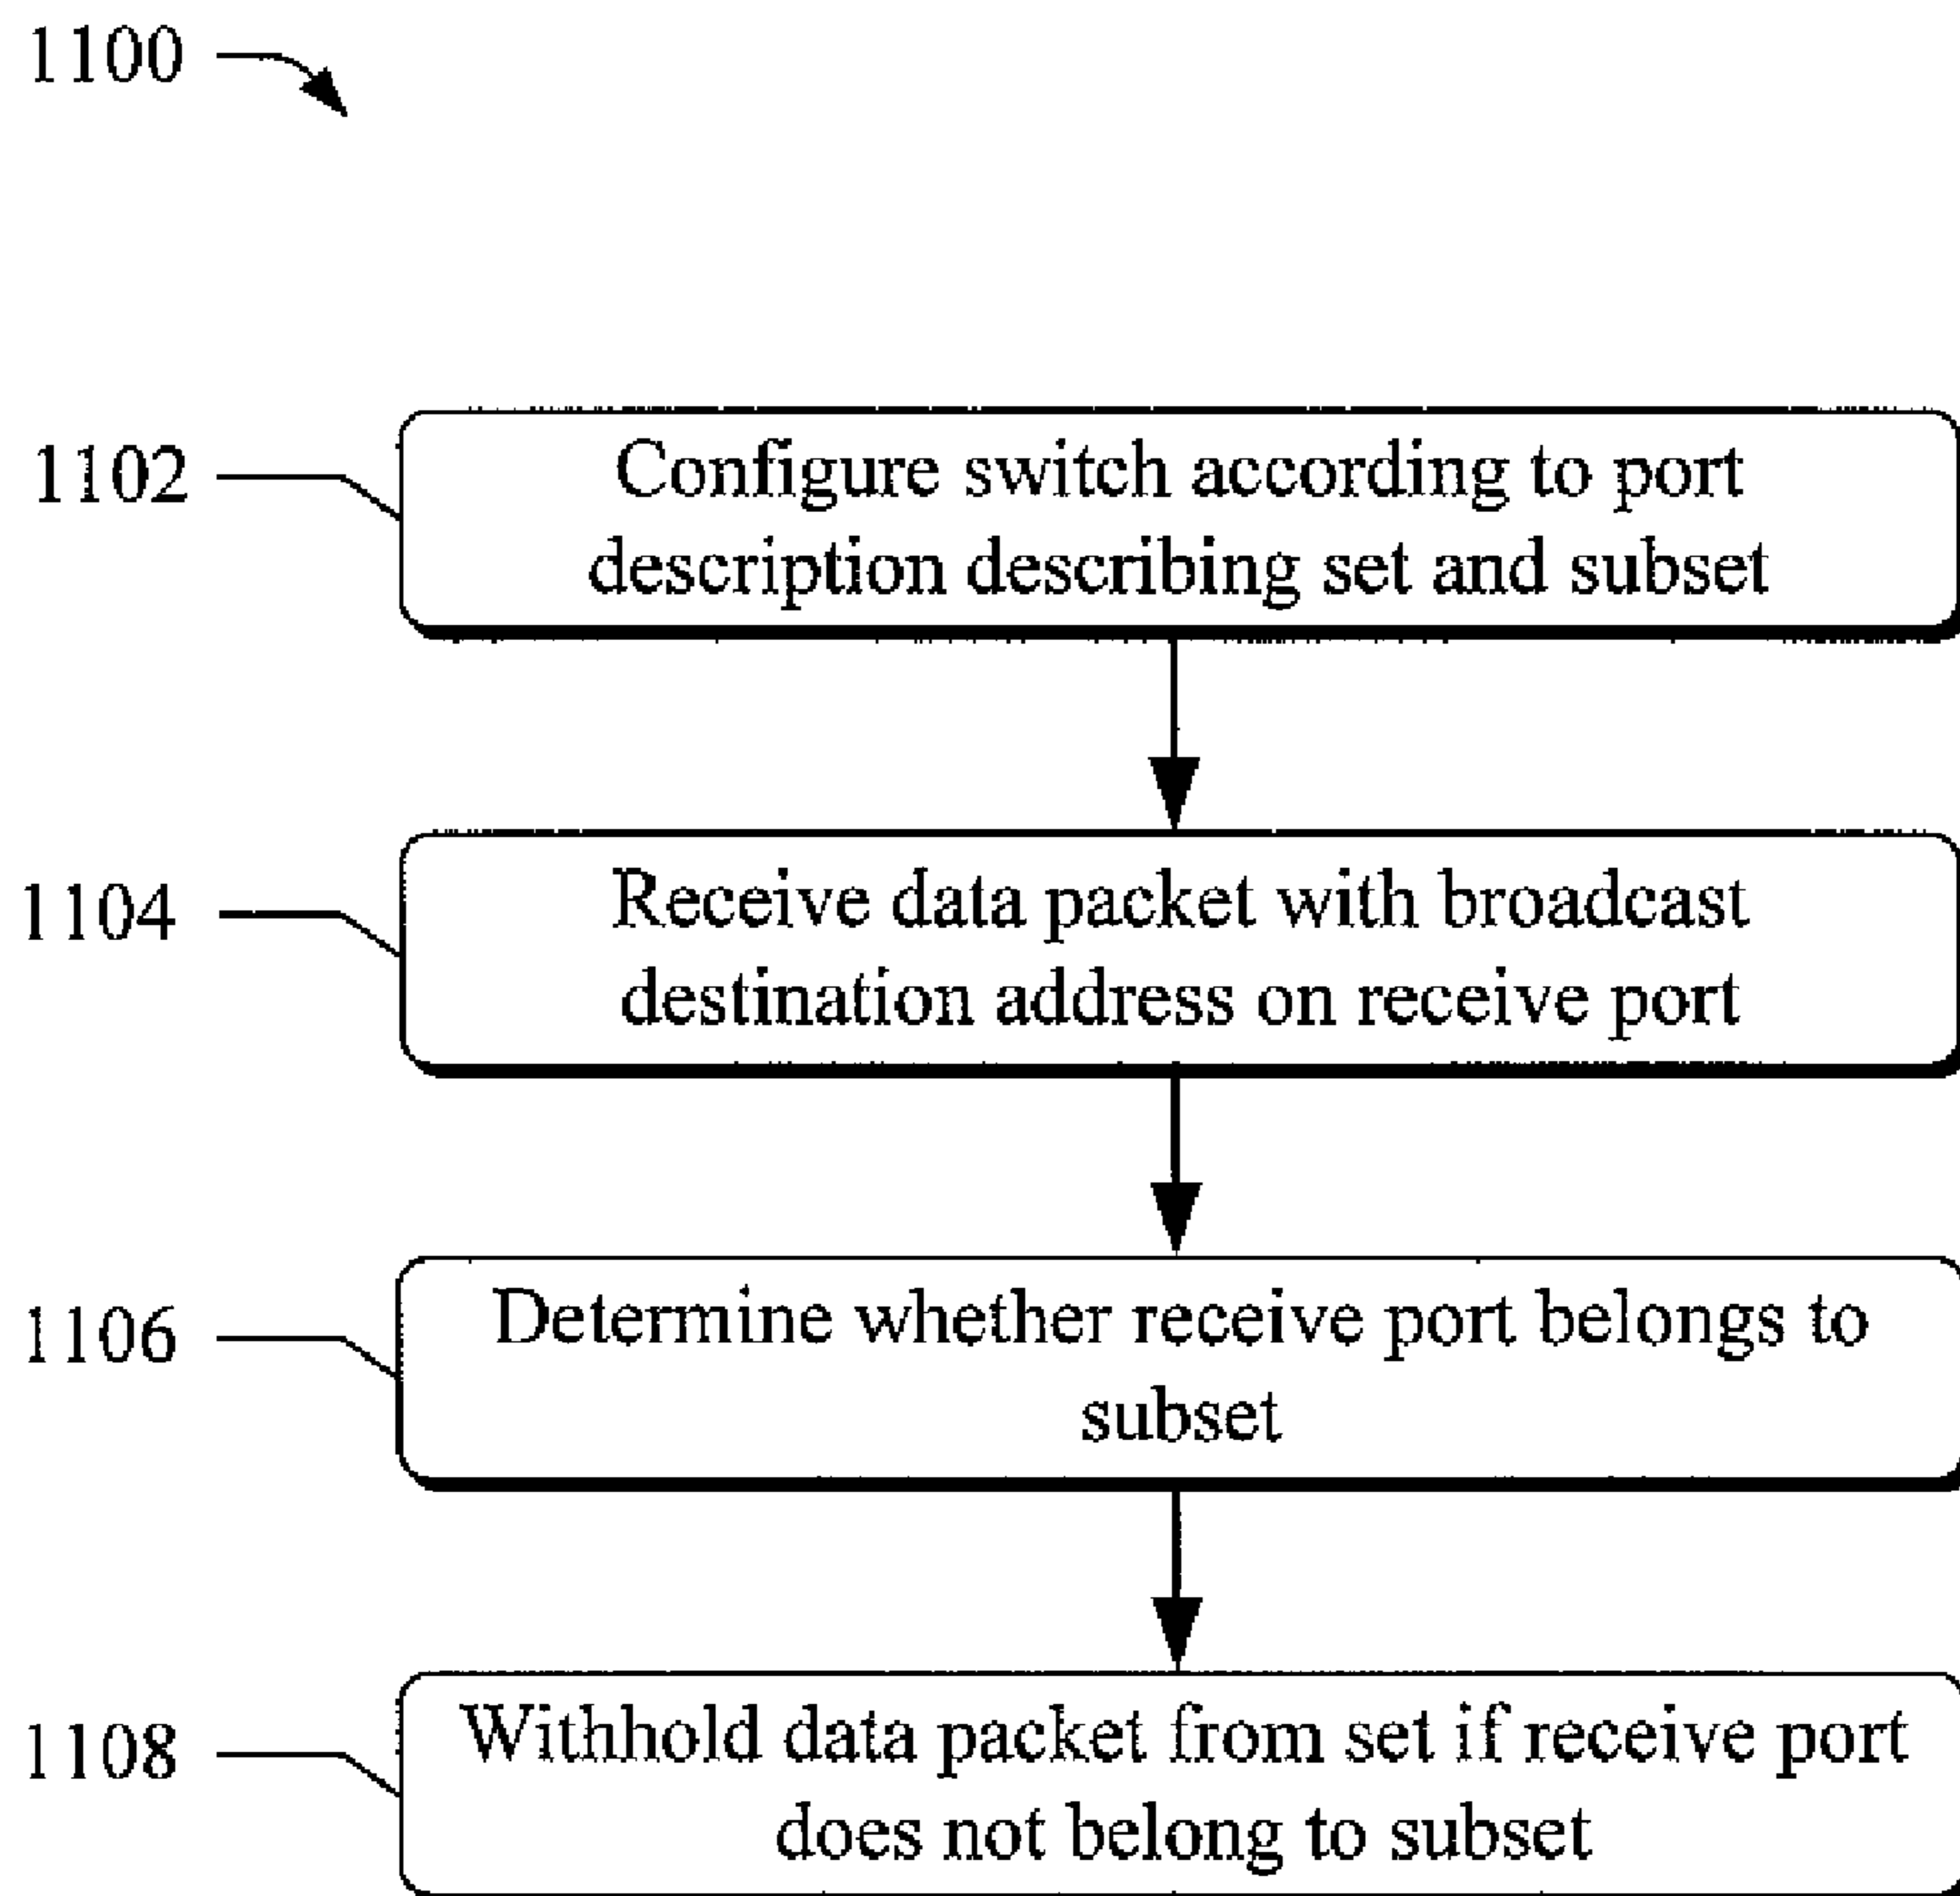 1100
1102
Configure switch according to port
description describing set and subset
1104
Receive data packet with broadcast
destination address on receive port
1106
Determine whether receive port belongs to
subset
1108
Withhold data packet from set if receive port
does not belong to subset